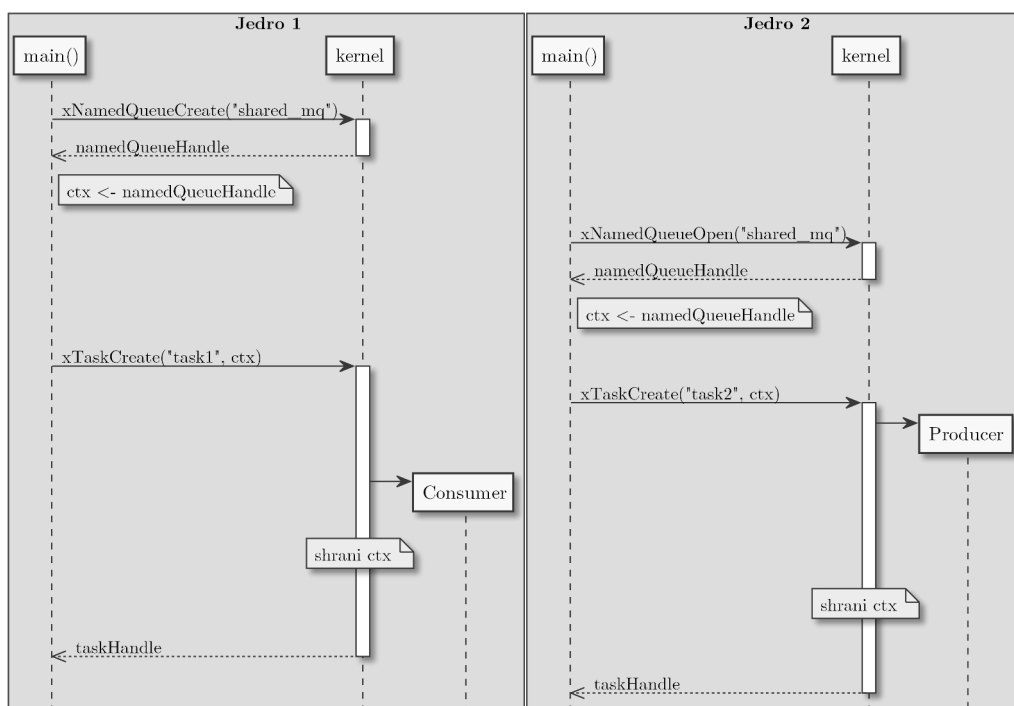 Jedro 1
main()
kernel
xNamedQueueCreate("shared_mq")
namedQueueHandle
ctx <- namedQueueHandle
xTaskCreate("task1", ctx)
Consumer
shrani ctx
taskHandle
Jedro 2
main()
kernel
xNamedQueueOpen("shared_mq")
namedQueueHandle
ctx <- namedQueueHandle
xTaskCreate("task2", ctx)
Producer
shrani ctx
taskHandle